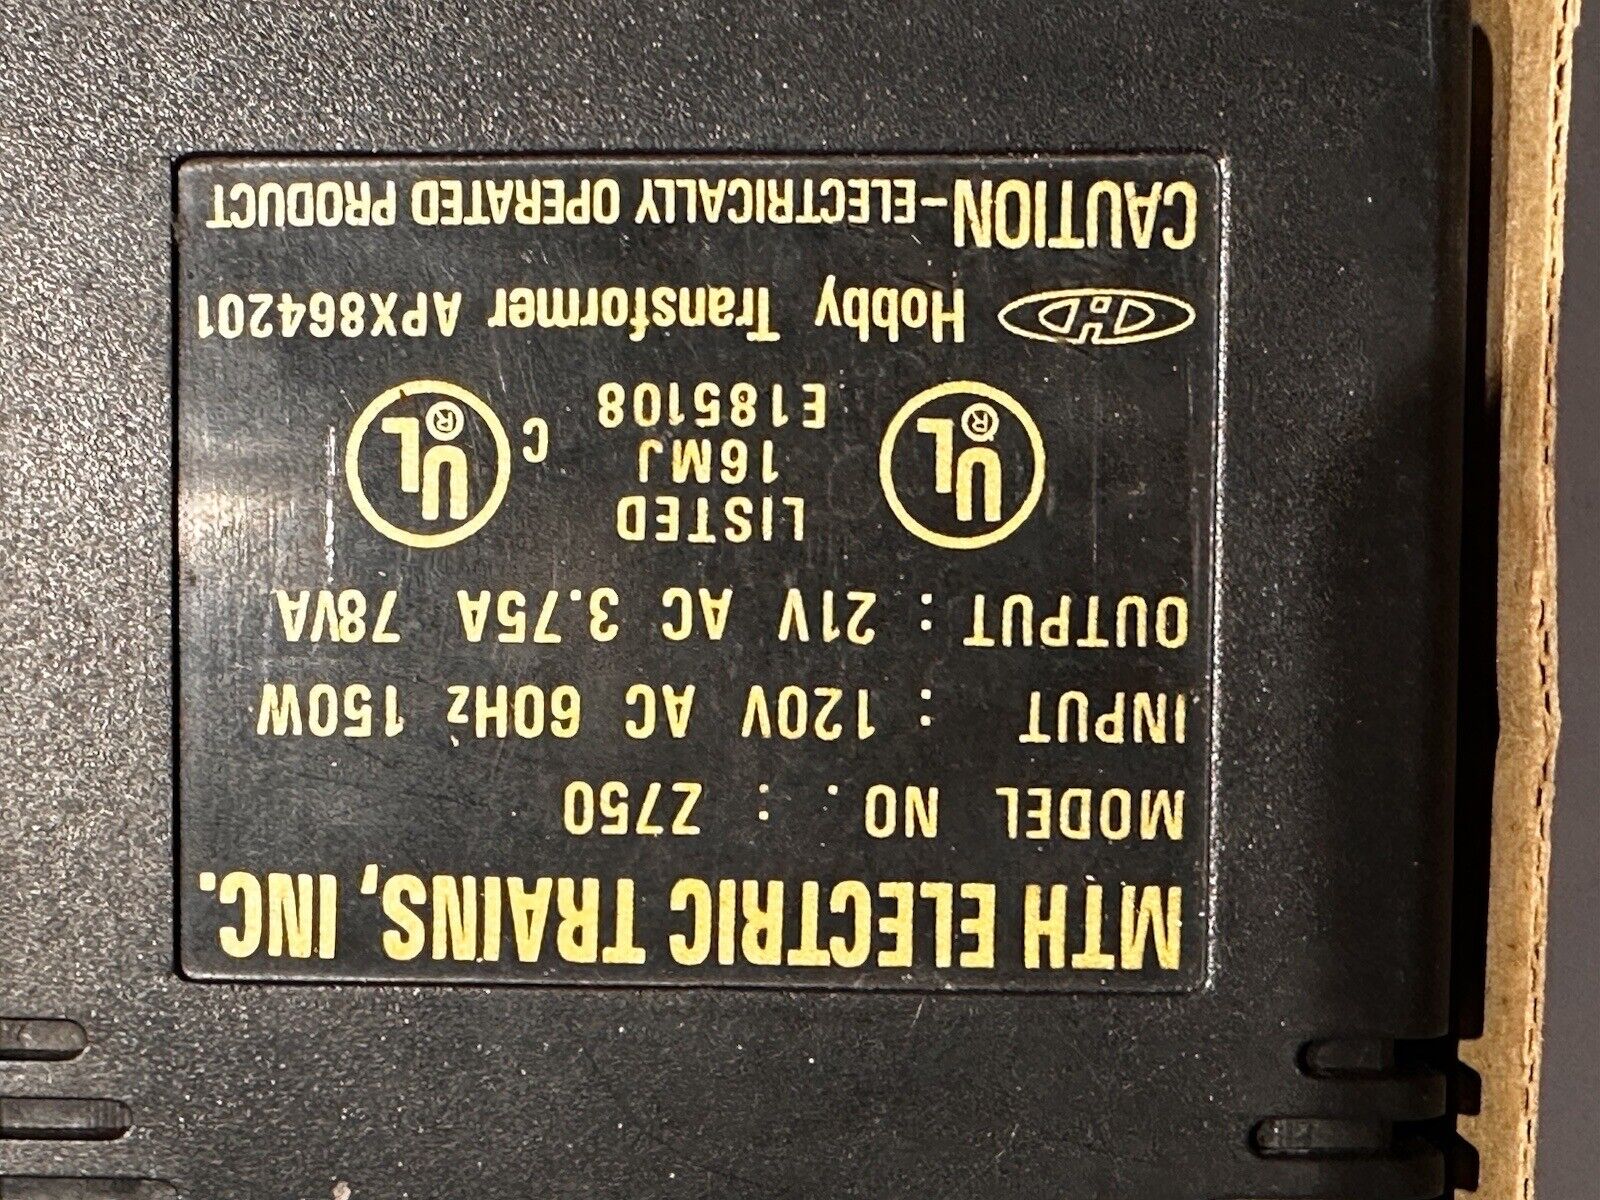 MTH ELECTRIC TRAINS, INC.
MODEL NO. : Z750
INPUT : 120V AC 60Hz 150W
OUTPUT : 21V AC 3.75A 78VA
UL® LISTED C UL®
16MJ
E185108
Hobby Transformer APX864201
CAUTION-ELECTRICALLY OPERATED PRODUCT